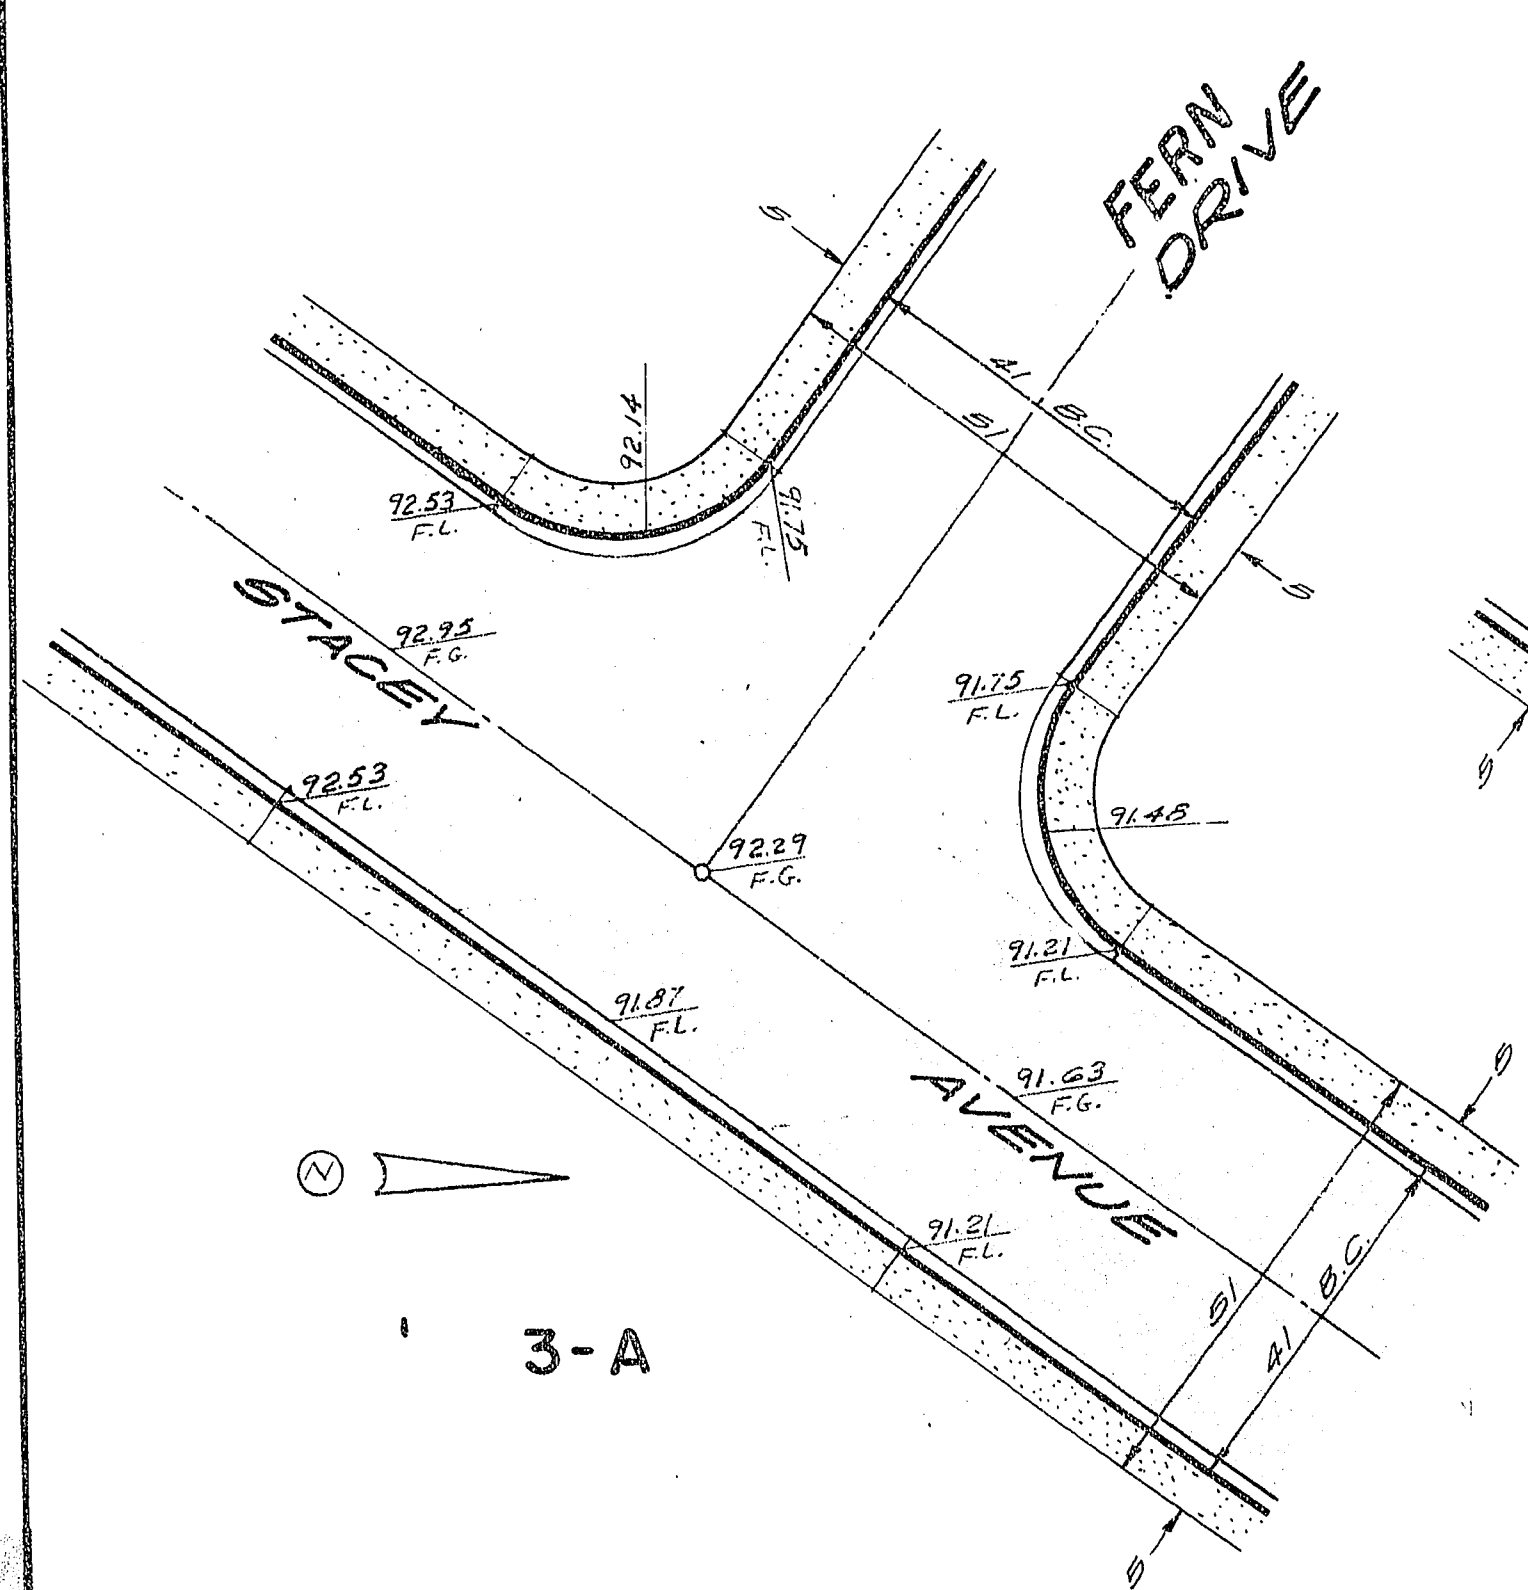 FERN
DRIVE
5
41 B.C.
51
92.14
92.53
F.L.
91.75
F.L.
5
STACEY
92.95
F.G.
91.75
F.L.
5
92.53
F.L.
92.29
F.G.
91.48
91.21
F.L.
91.87
F.L.
91.63
F.G.
5
AVENUE
N
91.21
F.L.
51
41 B.C.
3-A
5